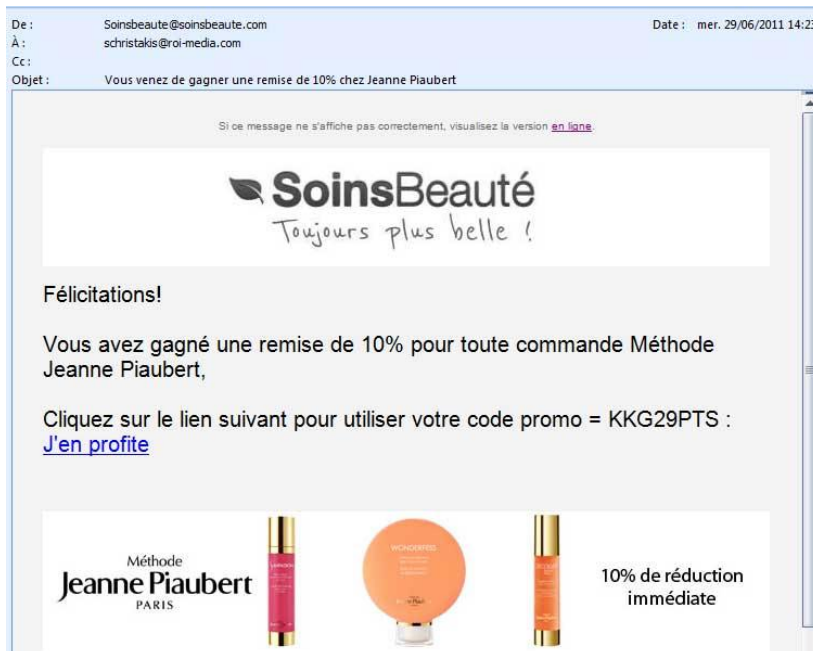 De : Soinsbeaute@soinsbeaute.com Date : mer. 29/06/2011 14:23
À : schristakis@roi-media.com
Cc :
Objet : Vous venez de gagner une remise de 10% chez Jeanne Piaubert
Si ce message ne s'affiche pas correctement, visualisez la version en ligne.
SoinsBeauté
Toujours plus belle !
Félicitations!
Vous avez gagné une remise de 10% pour toute commande Méthode
Jeanne Piaubert,
Cliquez sur le lien suivant pour utiliser votre code promo = KKG29PTS :
J'en profite
WONDERFEEL
Méthode
Jeanne Piaubert
PARIS
10% de réduction
immédiate